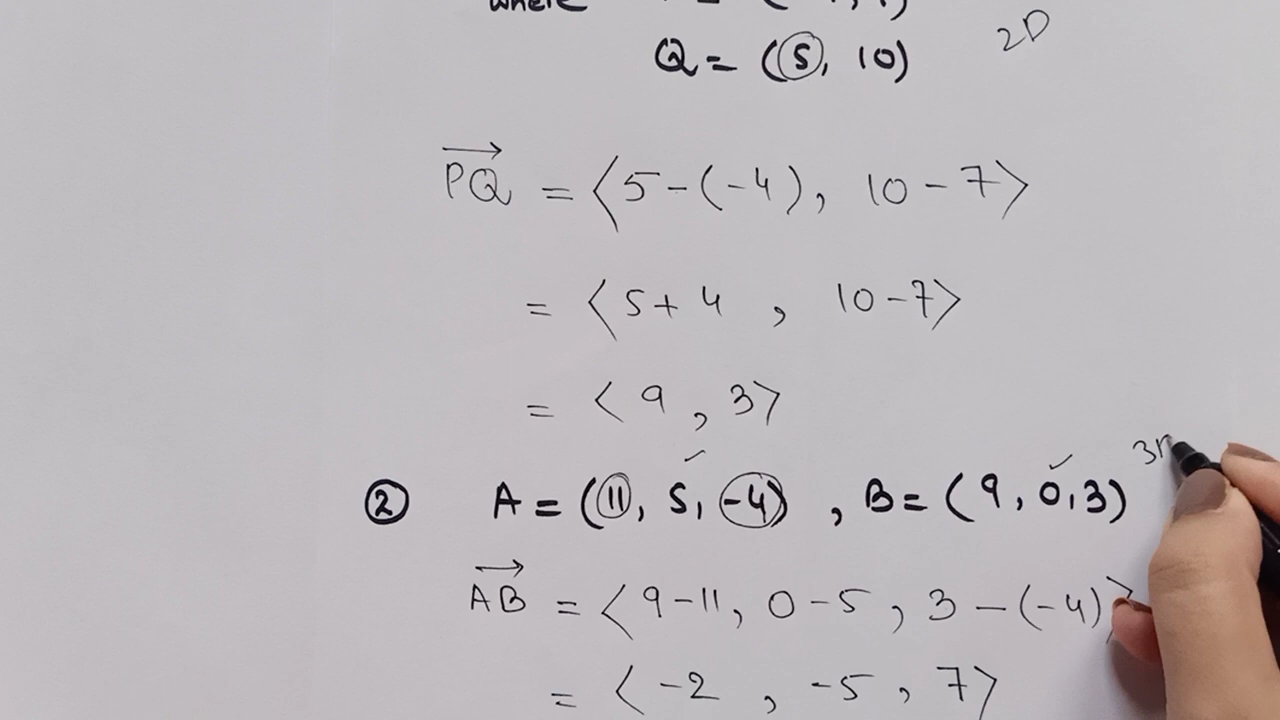 where
Q = (5, 10) 2D
PQ = ⟨5-(-4), 10-7⟩
= ⟨5+4, 10-7⟩
= ⟨9, 3⟩
② A = (11, 5, -4), B = (9, 0, 3)
AB = ⟨9-11, 0-5, 3-(-4)⟩
= ⟨-2, -5, 7⟩